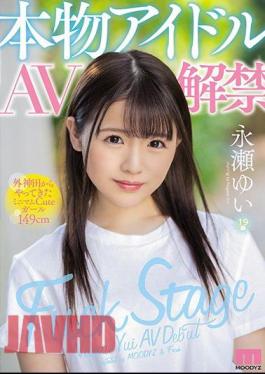 本物アイドル
AV解禁
外神田から
やってきた
ミニマムCute
ガール
149cm
永瀬ゆい
19歳
First Stage
Yui AV Debut
JAVHD
MOODYZ